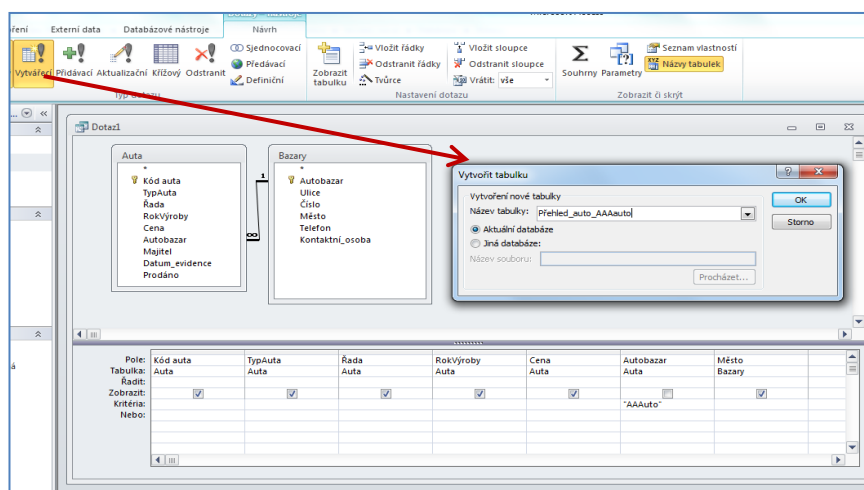 Externí data Databázové nástroje Návrh
Vytvářecí Přidávací Aktualizační Křížový Odstranit
Sjednocovací
Předávací
Definiční
Zobrazit tabulku
Vložit řádky
Odstranit řádky
Tvůrce
Vložit sloupce
Odstranit sloupce
Vrátit: vše
Souhrny Parametry
Seznam vlastností
Názvy tabulek
Nastavení dotazu
Zobrazit či skrýt
Dotaz1
Auta
*
Kód auta
TypAuta
Řada
RokVýroby
Cena
Autobazar
Majitel
Datum_evidence
Prodáno
1
∞
Bazary
*
Autobazar
Ulice
Číslo
Město
Telefon
Kontaktní_osoba
Vytvořit tabulku
Vytvoření nové tabulky
Název tabulky: Přehled_auto_AAAauto
Aktuální databáze
Jiná databáze:
Název souboru:
Procházet...
OK
Storno
Pole: Kód auta TypAuta Řada RokVýroby Cena Autobazar Město
Tabulka: Auta Auta Auta Auta Auta Auta Bazary
Řadit:
Zobrazit:
Kritéria: "AAAuto"
Nebo: